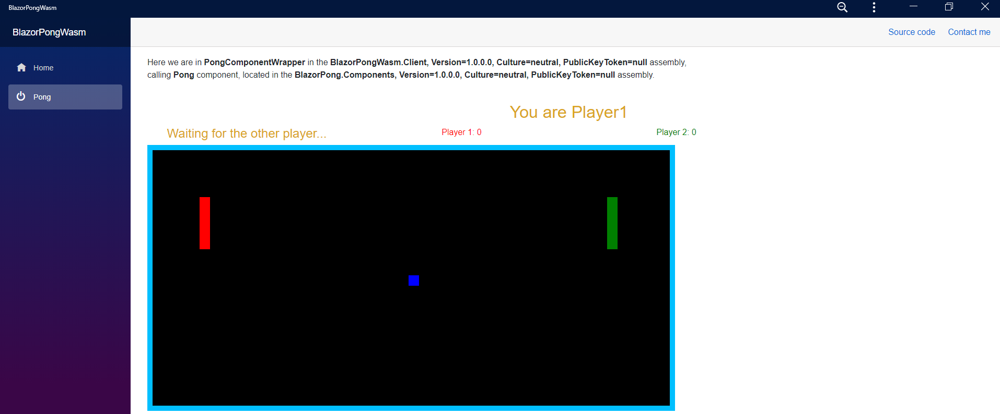 BlazorPongWasm
BlazorPongWasm
Source code
Contact me
Home
Pong
Here we are in PongComponentWrapper in the BlazorPongWasm.Client, Version=1.0.0.0, Culture=neutral, PublicKeyToken=null assembly,
calling Pong component, located in the BlazorPong.Components, Version=1.0.0.0, Culture=neutral, PublicKeyToken=null assembly.
You are Player1
Waiting for the other player...
Player 1: 0
Player 2: 0